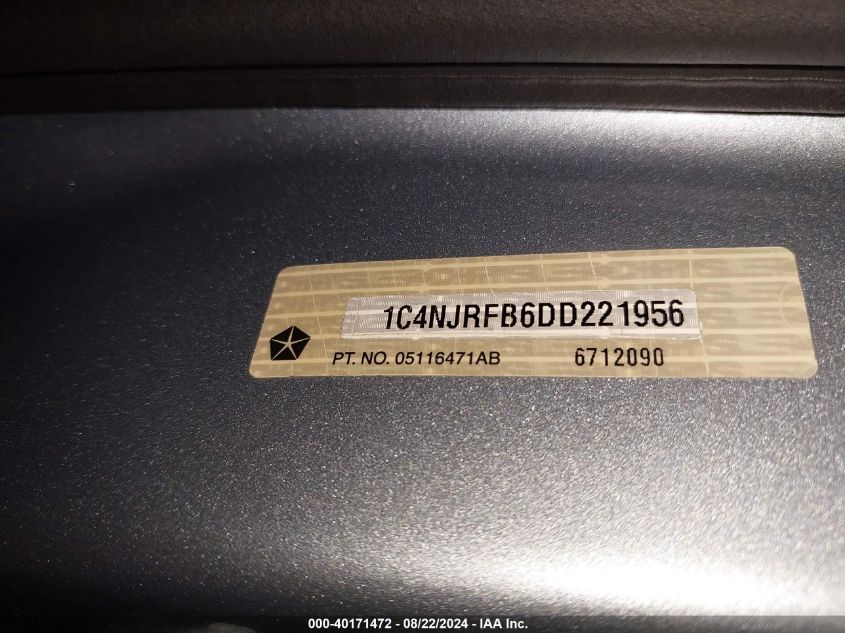 1C4NJRFB6DD221956
PT. NO. 05116471AB 6712090
000-40171472 - 08/22/2024 - IAA Inc.